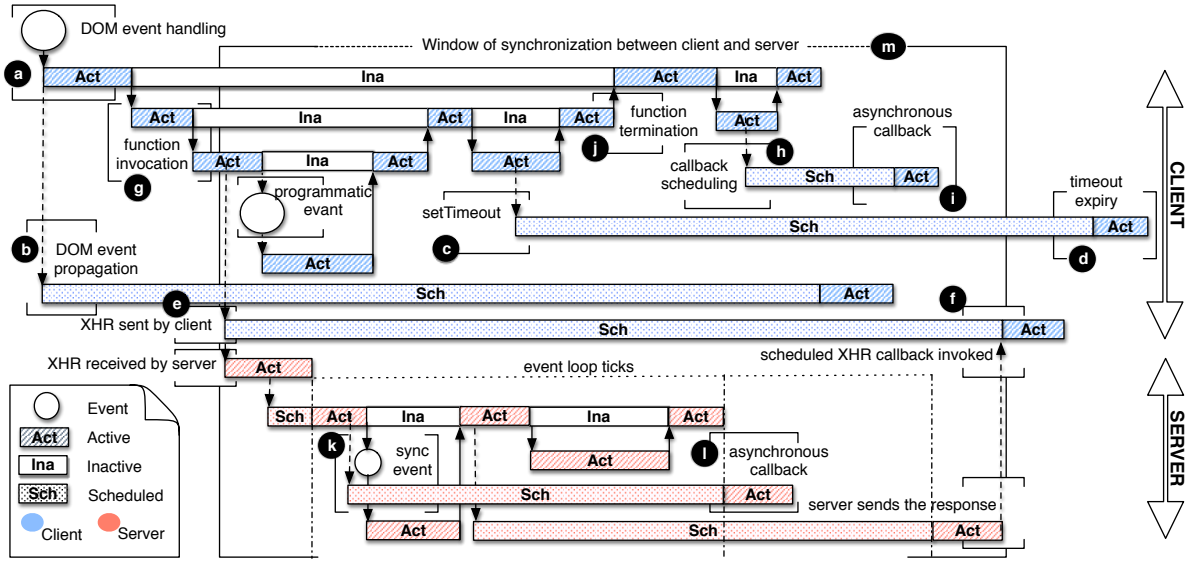 DOM event handling
Window of synchronization between client and server
m
a
Act
Ina
Act
Ina
Act
Act
Ina
Act
Ina
Act
function
termination
Act
asynchronous
callback
function
invocation
j
h
g
Act
Ina
Act
Act
callback
scheduling
Sch
Act
i
programmatic
evant
setTimeout
timeout
expiry
b
DOM event
propagation
c
Sch
Act
d
Act
Sch
Act
e
f
XHR sent by client
Sch
Act
XHR received by server
Act
event loop ticks
scheduled XHR callback invoked
CLIENT
Sch
Act
Ina
Act
Ina
Act
k
sync
event
Act
l
asynchronous
callback
Sch
Act
server sends the response
Act
Sch
Act
SERVER
Event
Act
Active
Ina
Inactive
Sch
Scheduled
Client
Server